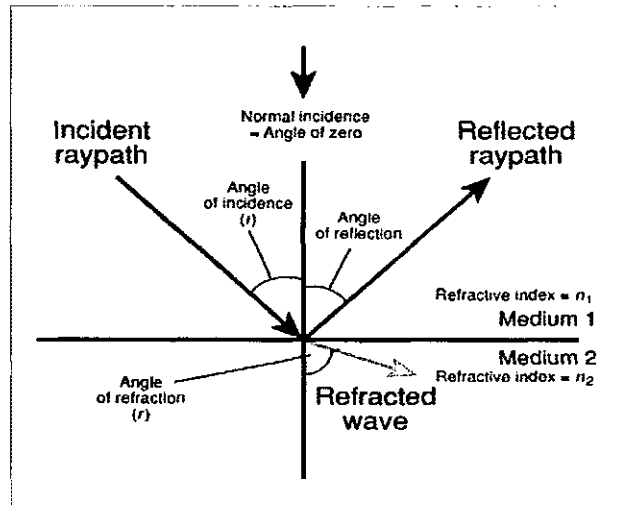 Normal incidence
= Angle of zero
Incident
raypath
Reflected
raypath
Angle
of incidence
(i)
Angle
of reflection
Refractive index = n₁
Medium 1
Medium 2
Refractive index = n₂
Angle
of refraction
(r)
Refracted
wave